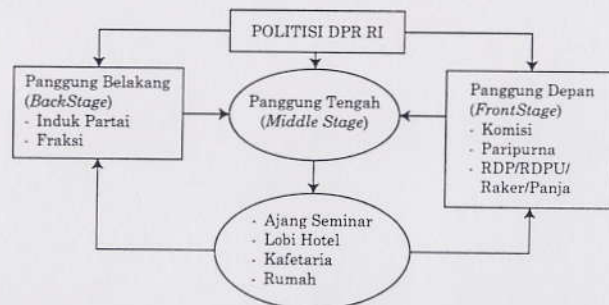 POLITISI DPR RI
Panggung Belakang
(BackStage)
- Induk Partai
- Fraksi
Panggung Tengah
(Middle Stage)
Panggung Depan
(FrontStage)
- Komisi
- Paripurna
- RDP/RDPU/
Raker/Panja
- Ajang Seminar
- Lobi Hotel
- Kafetaria
- Rumah